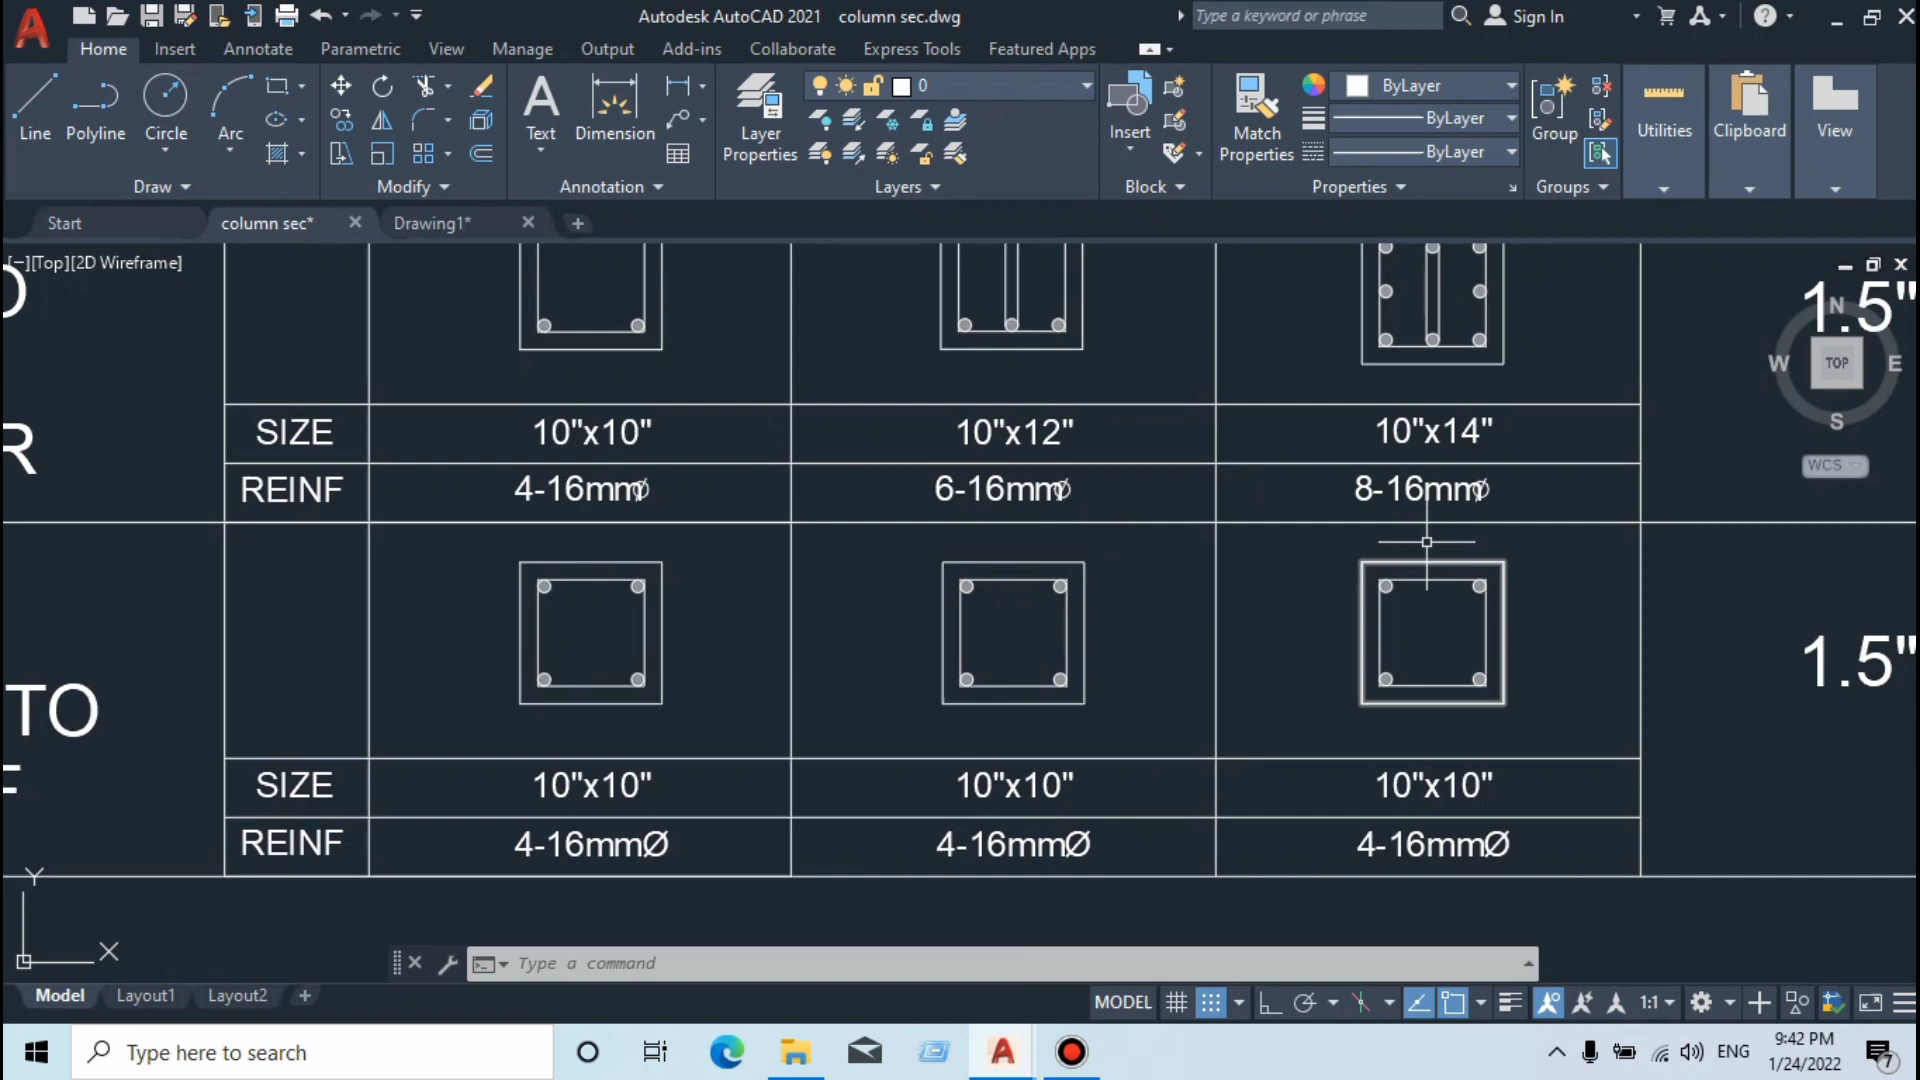 Autodesk AutoCAD 2021 column sec.dwg
Type a keyword or phrase
Sign In
Home Insert Annotate Parametric View Manage Output Add-ins Collaborate Express Tools Featured Apps
0
ByLayer
Line Polyline Circle Arc
Text Dimension
Layer
Properties
Insert
Match
Properties
ByLayer
Group
Utilities
Clipboard
View
ByLayer
Draw
Modify
Annotation
Layers
Block
Properties
Groups
Start
column sec*
Drawing1*
[−][Top][2D Wireframe]
1.5"
N
W TOP E
S
WCS
R
SIZE 10"x10" 10"x12" 10"x14"
REINF 4-16mmØ 6-16mmØ 8-16mmØ
TO
1.5"
SIZE 10"x10" 10"x10" 10"x10"
REINF 4-16mmØ 4-16mmØ 4-16mmØ
Y
X
Type a command
Model Layout1 Layout2
MODEL
1:1
Type here to search
ENG
9:42 PM
1/24/2022
7